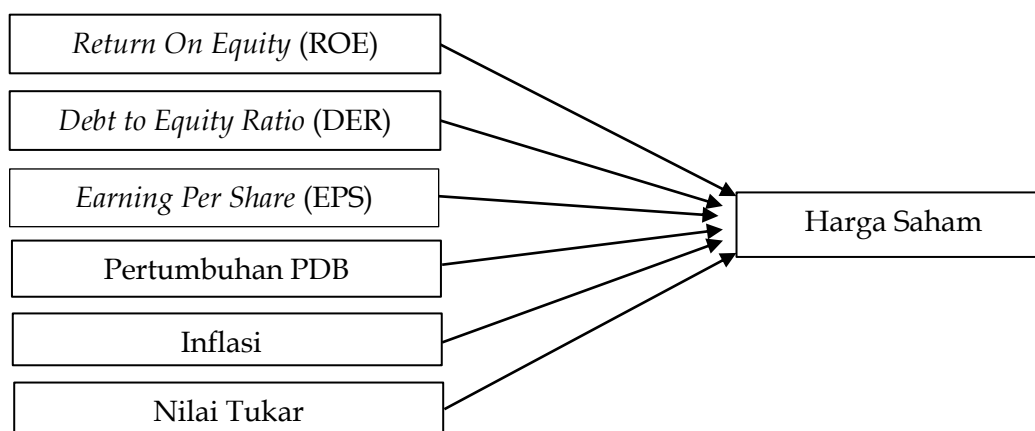 Return On Equity (ROE)
Debt to Equity Ratio (DER)
Earning Per Share (EPS)
Harga Saham
Pertumbuhan PDB
Inflasi
Nilai Tukar